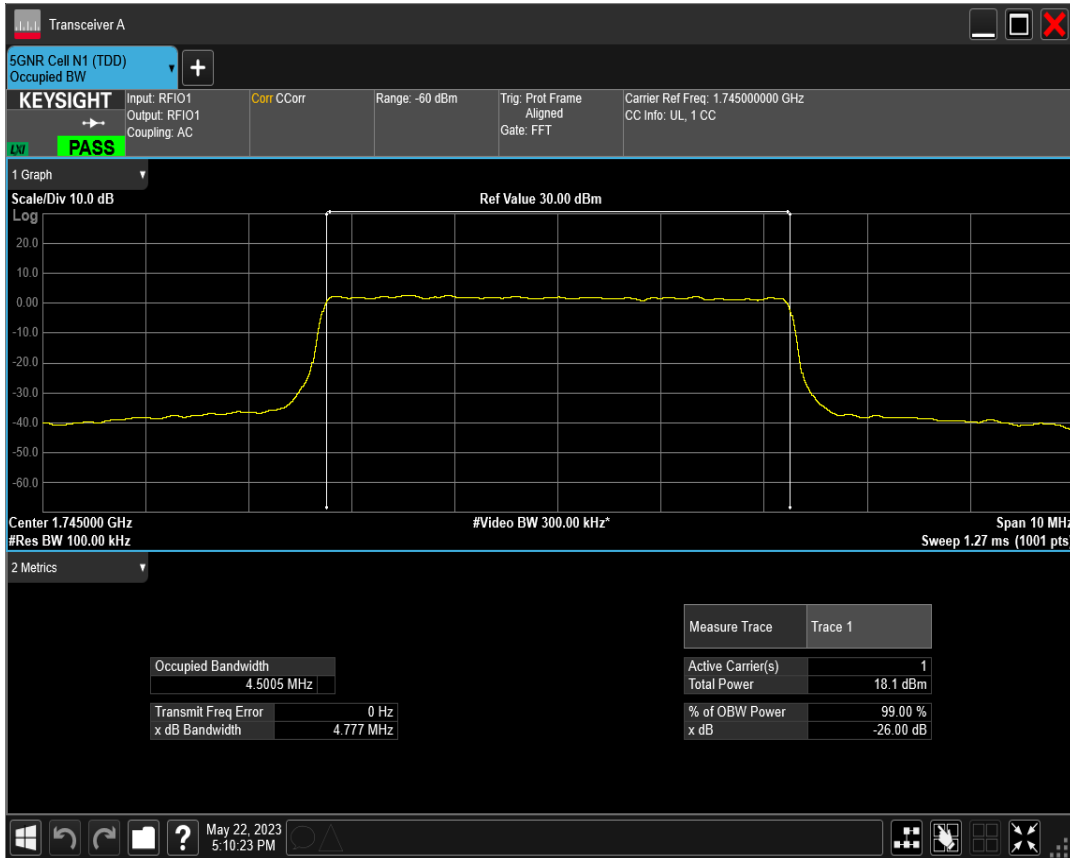 Transceiver A
5GNR Cell N1 (TDD)
Occupied BW
KEYSIGHT
LXI
PASS
Input: RFIO1
Output: RFIO1
Coupling: AC
Corr CCorr
Range: -60 dBm
Trig: Prot Frame
Aligned
Gate: FFT
Carrier Ref Freq: 1.745000000 GHz
CC Info: UL, 1 CC
1 Graph
Scale/Div 10.0 dB Ref Value 30.00 dBm
Log
20.0
10.0
0.00
-10.0
-20.0
-30.0
-40.0
-50.0
-60.0
Center 1.745000 GHz #Video BW 300.00 kHz* Span 10 MHz
#Res BW 100.00 kHz Sweep 1.27 ms (1001 pts)
2 Metrics
Measure Trace Trace 1
Occupied Bandwidth
4.5005 MHz
Transmit Freq Error 0 Hz
x dB Bandwidth 4.777 MHz
Active Carrier(s) 1
Total Power 18.1 dBm
% of OBW Power 99.00 %
x dB -26.00 dB
?
May 22, 2023
5:10:23 PM